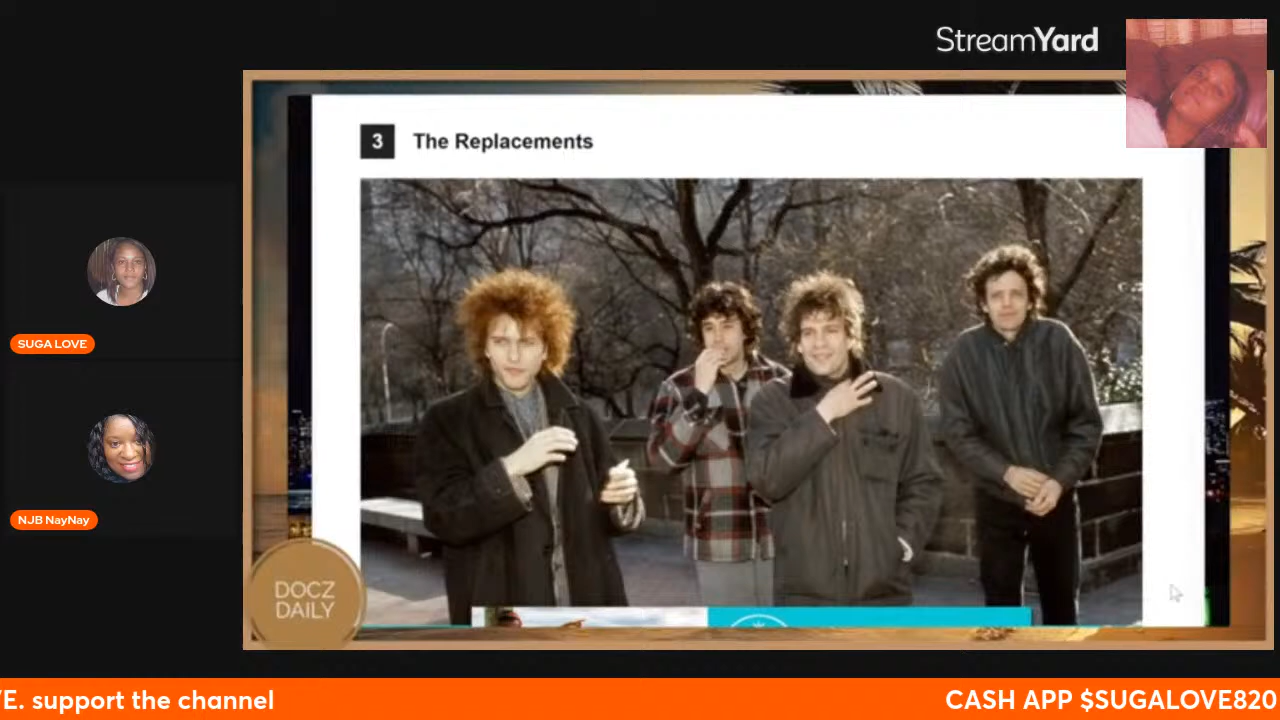 StreamYard
3 The Replacements
SUGA LOVE
NJB NayNay
DOCZ
DAILY
E. support the channel
CASH APP $SUGALOVE820